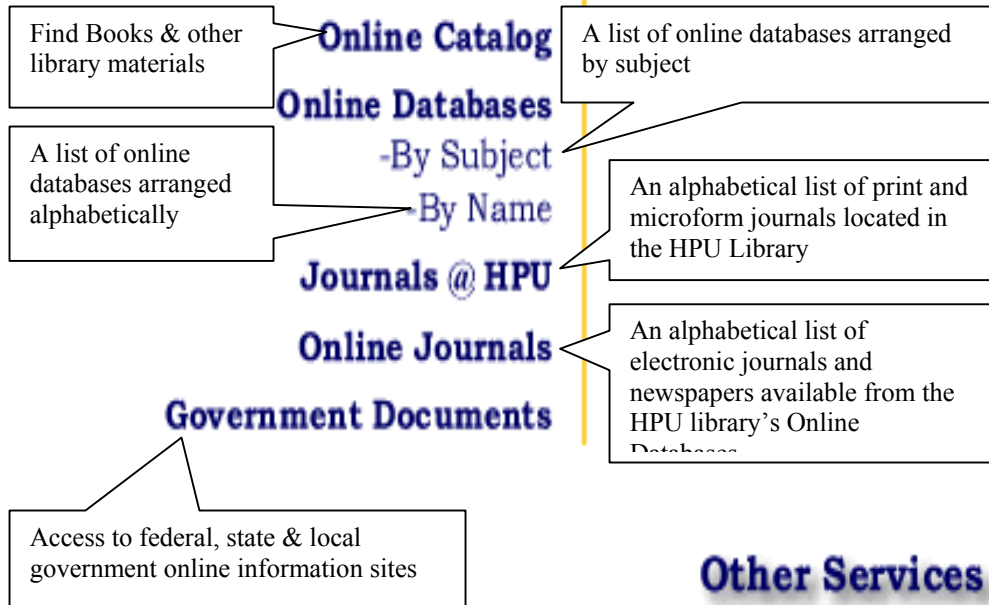 Find Books & other
library materials
Online Catalog
A list of online databases arranged
by subject
Online Databases
-By Subject
A list of online
databases arranged
alphabetically
-By Name
An alphabetical list of print and
microform journals located in
the HPU Library
Journals @ HPU
Online Journals
An alphabetical list of
electronic journals and
newspapers available from the
HPU library's Online
Databases
Government Documents
Access to federal, state & local
government online information sites
Other Services